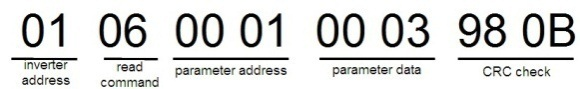 01 06 00 01 00 03 98 0B
inverter address
read command
parameter address
parameter data
CRC check